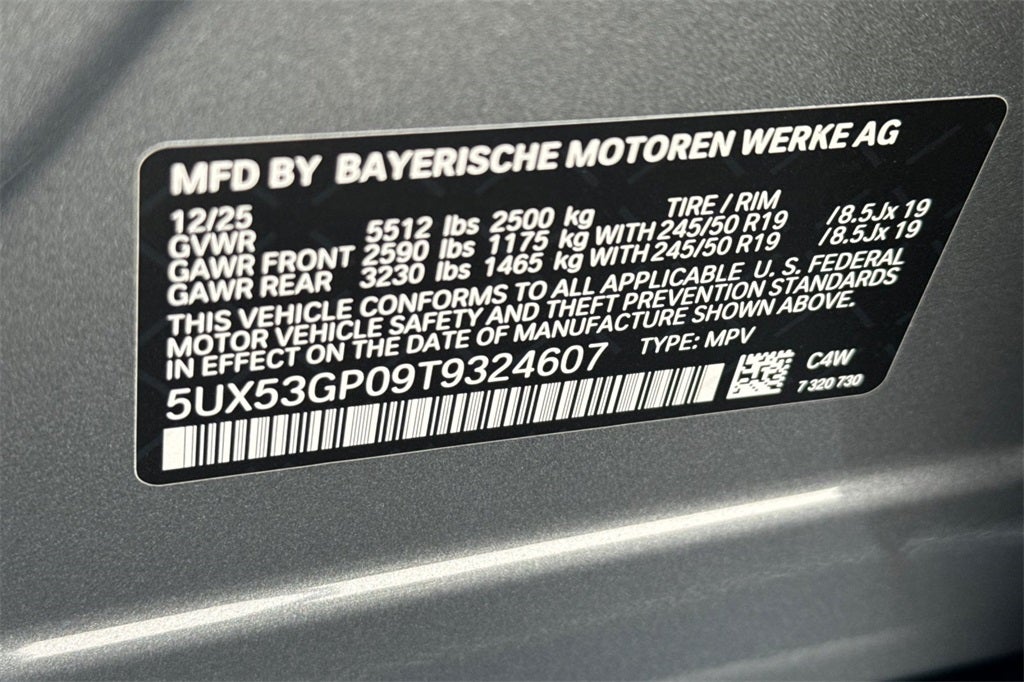 MFD BY BAYERISCHE MOTOREN WERKE AG
12/25 TIRE / RIM
GVWR 5512 lbs 2500 kg
GAWR FRONT 2590 lbs 1175 kg WITH 245/50 R19 /8.5Jx 19
GAWR REAR 3230 lbs 1465 kg WITH 245/50 R19 /8.5Jx 19
THIS VEHICLE CONFORMS TO ALL APPLICABLE U. S. FEDERAL
MOTOR VEHICLE SAFETY AND THEFT PREVENTION STANDARDS
IN EFFECT ON THE DATE OF MANUFACTURE SHOWN ABOVE.
5UX53GP09T9324607 TYPE: MPV
C4W
7 320 730